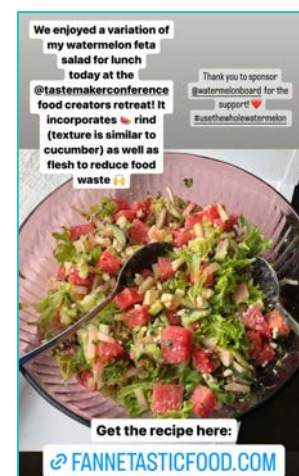 We enjoyed a variation of
my watermelon feta
salad for lunch
today at the
@tastemakerconference
food creators retreat! It
incorporates 🍉 rind
(texture is similar to
cucumber) as well as
flesh to reduce food
waste 🙌
Thank you to sponsor
@watermelonboard for the
support! ❤️
#usethewholewatermelon
Get the recipe here:
🔗 FANNETASTICFOOD.COM